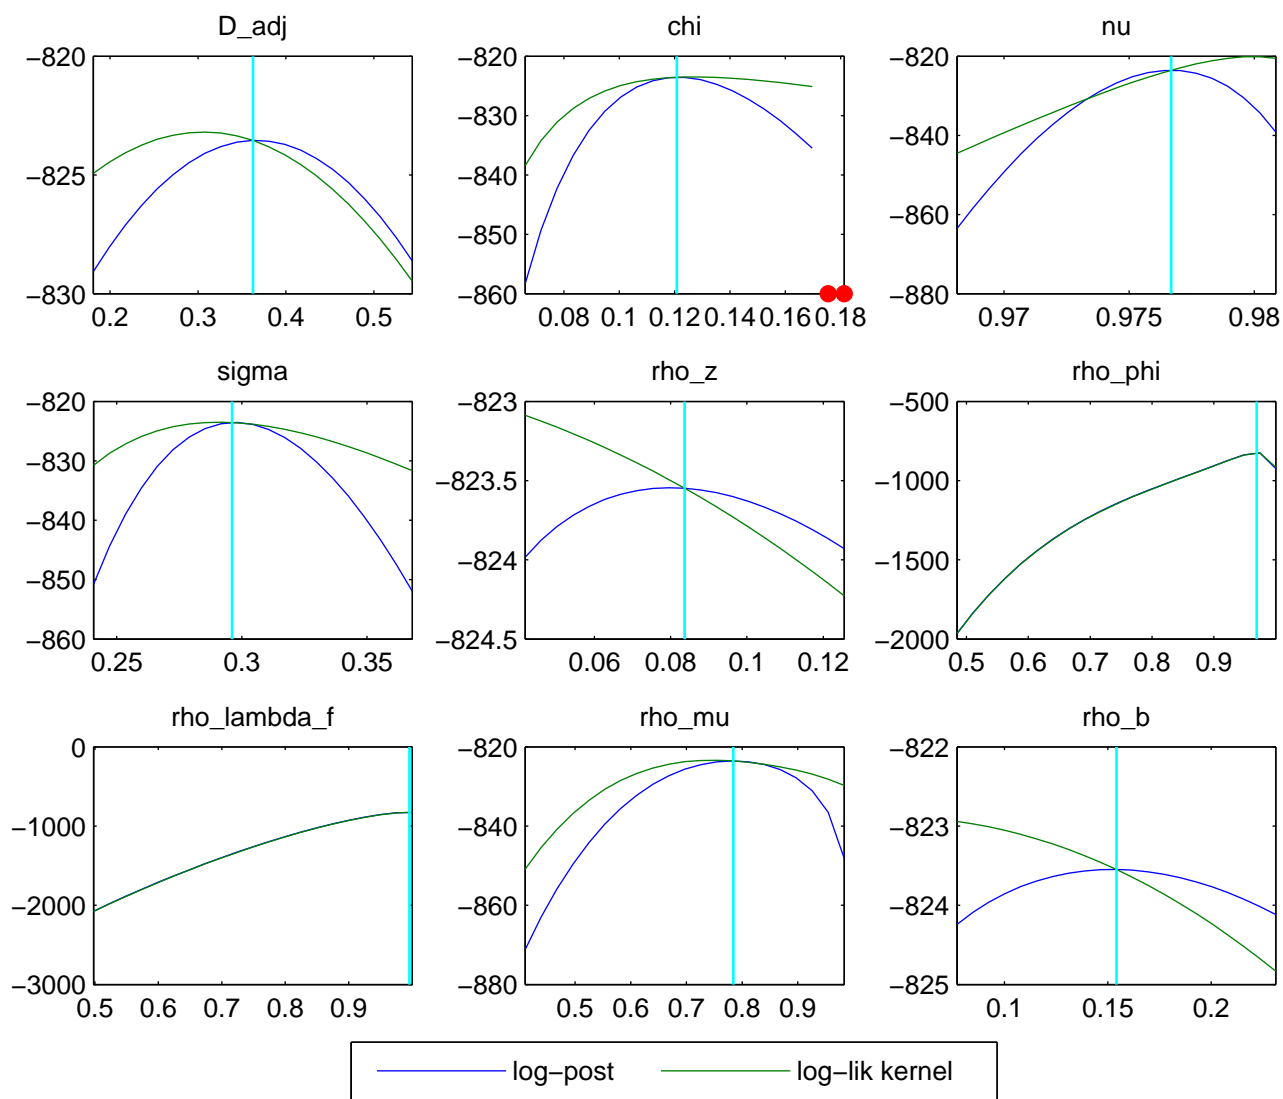 D_adj chi nu
−820 −820 −820
−830 −840
−825 −840
−850 −860
−830 −860 −880
0.2 0.3 0.4 0.5 0.08 0.1 0.12 0.14 0.16 0.18 0.97 0.975 0.98
sigma rho_z rho_phi
−820 −823 −500
−830 −823.5 −1000
−840
−850 −824 −1500
−860 −824.5 −2000
0.25 0.3 0.35 0.06 0.08 0.1 0.12 0.5 0.6 0.7 0.8 0.9
rho_lambda_f rho_mu rho_b
0 −820 −822
−1000 −840 −823
−2000 −860 −824
−3000 −880 −825
0.5 0.6 0.7 0.8 0.9 0.5 0.6 0.7 0.8 0.9 0.1 0.15 0.2
log−post log−lik kernel